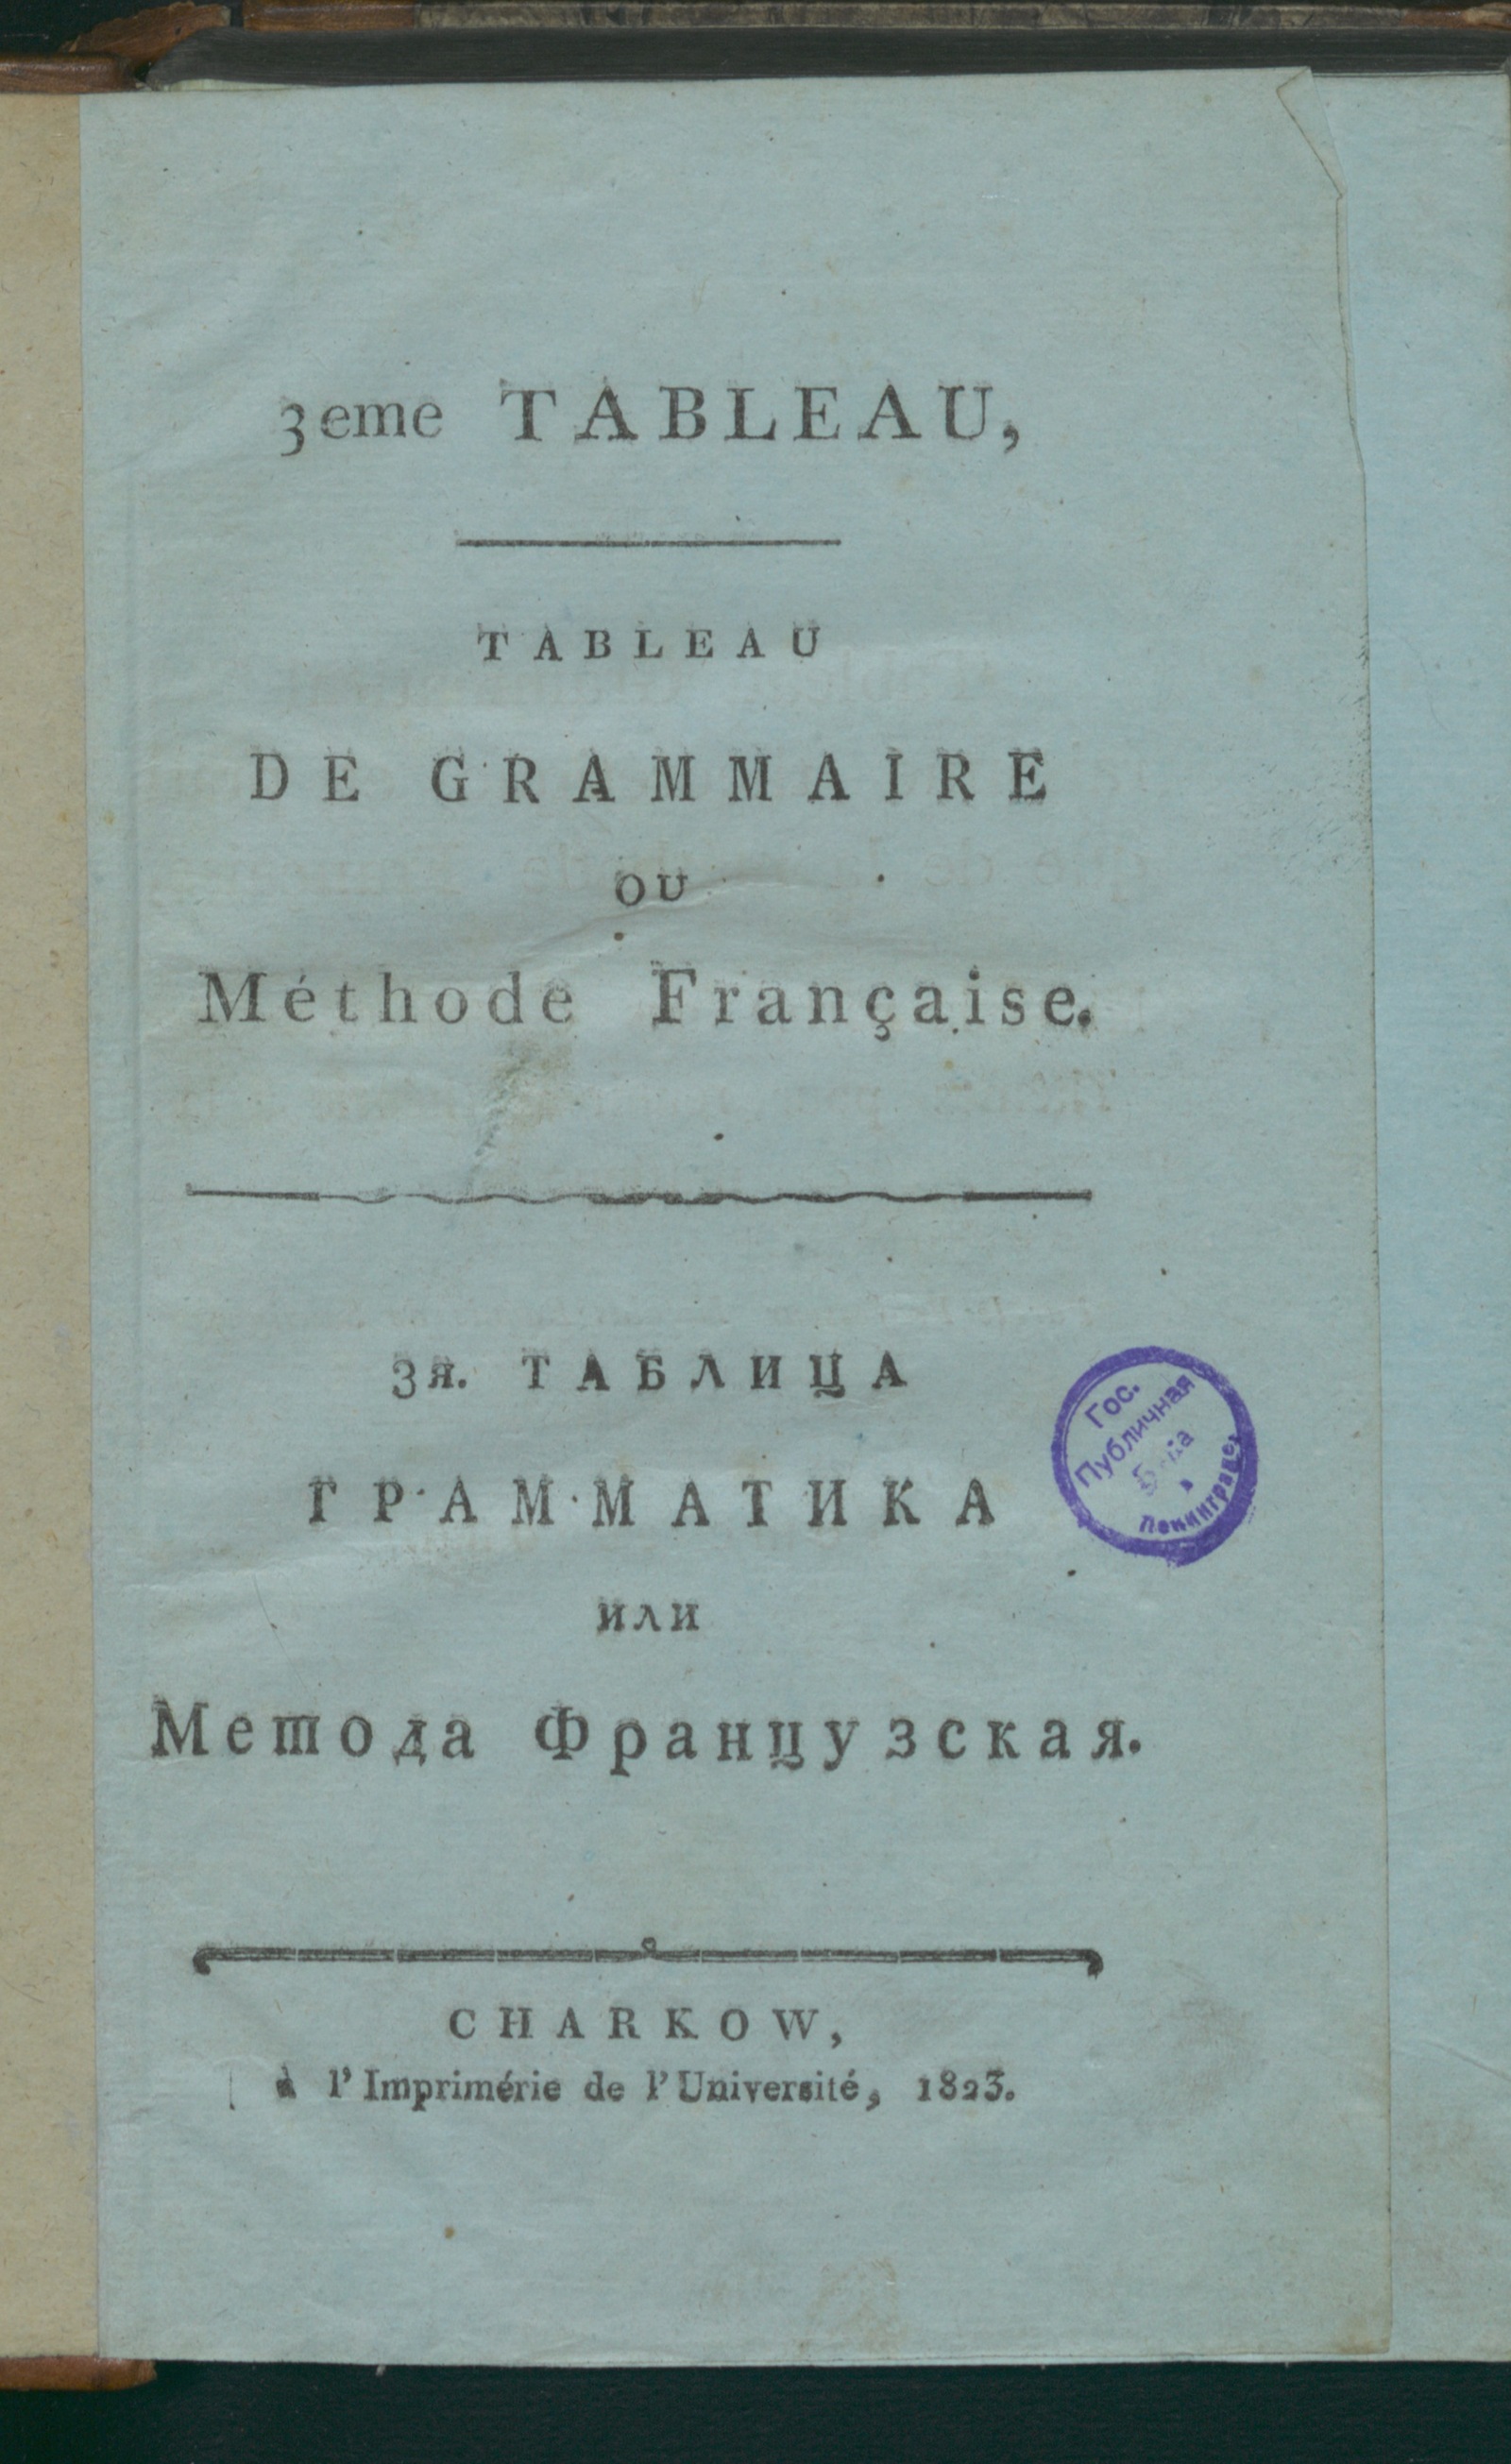 3eme TABLEAU,
TABLEAU
DE GRAMMAIRE
OU
Méthode Française.
3я. ТАБЛИЦА
ГРАММАТИКА
или
Метода Французская.
CHARKOW,
à l'Imprimérie de l'Université, 1823.
Гос.
Публичная
Б-ка
в
Ленинграде